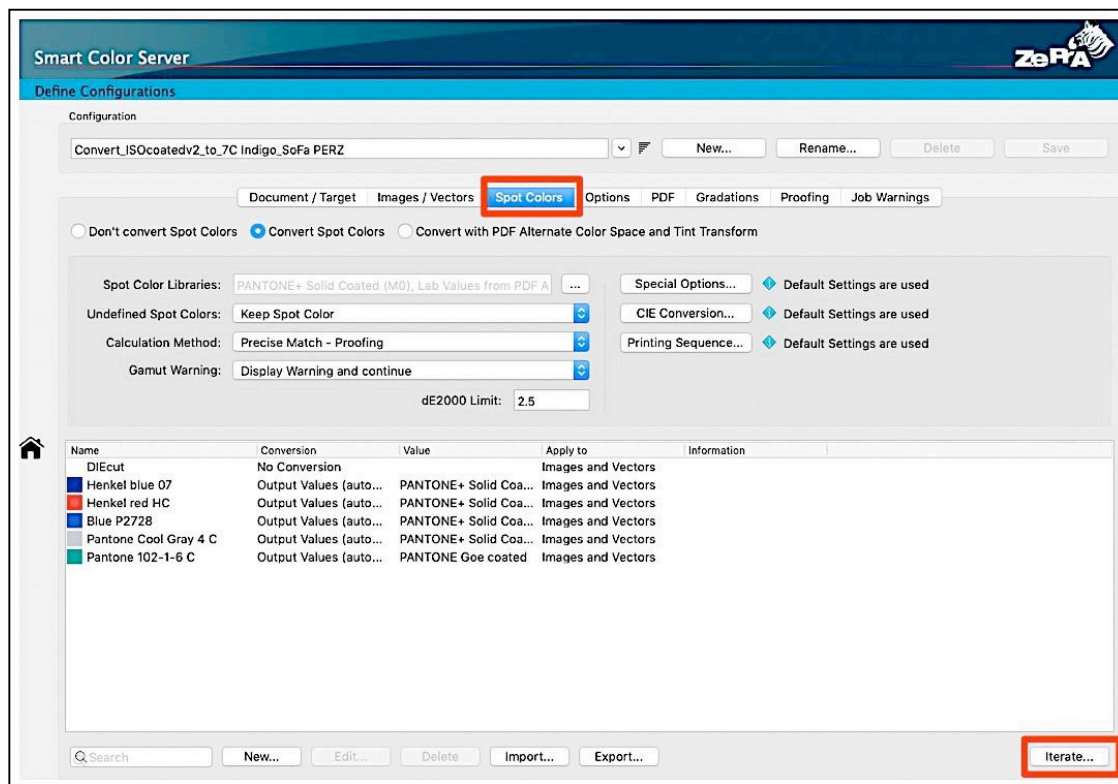 Smart Color Server
ZePrA
Define Configurations
Configuration
Convert_ISOcoatedv2_to_7C Indigo_SoFa PERZ
New... Rename... Delete Save
Document / Target Images / Vectors Spot Colors Options PDF Gradations Proofing Job Warnings
Don't convert Spot Colors Convert Spot Colors Convert with PDF Alternate Color Space and Tint Transform
Spot Color Libraries: PANTONE+ Solid Coated (M0), Lab Values from PDF A ... Special Options... Default Settings are used
Undefined Spot Colors: Keep Spot Color CIE Conversion... Default Settings are used
Calculation Method: Precise Match - Proofing Printing Sequence... Default Settings are used
Gamut Warning: Display Warning and continue
dE2000 Limit: 2.5
Name Conversion Value Apply to Information
DIEcut No Conversion Images and Vectors
Henkel blue 07 Output Values (auto... PANTONE+ Solid Coa... Images and Vectors
Henkel red HC Output Values (auto... PANTONE+ Solid Coa... Images and Vectors
Blue P2728 Output Values (auto... PANTONE+ Solid Coa... Images and Vectors
Pantone Cool Gray 4 C Output Values (auto... PANTONE+ Solid Coa... Images and Vectors
Pantone 102-1-6 C Output Values (auto... PANTONE Goe coated Images and Vectors
Search New... Edit... Delete Import... Export... Iterate...